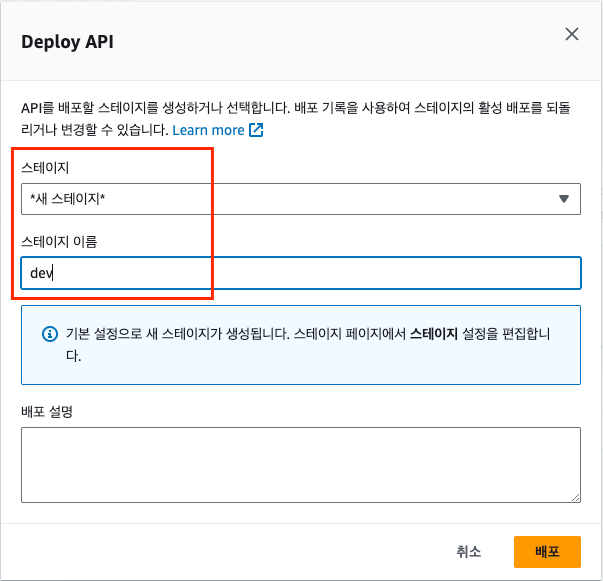 Deploy API
API를 배포할 스테이지를 생성하거나 선택합니다. 배포 기록을 사용하여 스테이지의 활성 배포를 되돌
리거나 변경할 수 있습니다. Learn more
스테이지
*새 스테이지*
스테이지 이름
dev
기본 설정으로 새 스테이지가 생성됩니다. 스테이지 페이지에서 스테이지 설정을 편집합니
다.
배포 설명
취소
배포